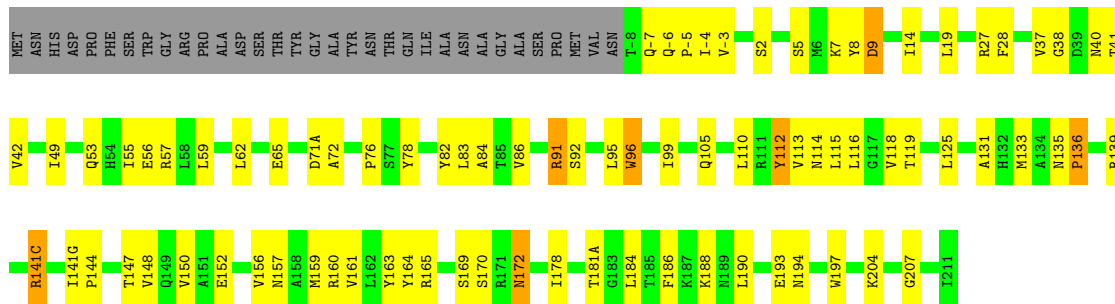 MET ASN HIS ASP PRO PHE SER TRP GLY ARG PRO ALA ASP SER THR TYR GLY ALA TYR ASN THR GLN ILE ALA ASN ALA GLY ALA SER PRO MET VAL ASN T-8 Q-7 Q-6 P-5 I-4 V-3 S2 S5 M6 K7 Y8 D9 I14 L19 R27 F28 V37 G38 D39 N40 T41
V42 I49 Q53 H54 I55 E56 R57 L58 L59 L62 E65 D71A A72 P76 S77 Y78 Y82 L83 A84 T85 V86 R91 S92 L95 W96 I99 Q105 L110 R111 Y112 V113 N114 L115 L116 G117 V118 T119 L125 A131 H132 M133 A134 N135 P136 R139
R141C I141G P144 T147 V148 Q149 V150 A151 E152 V156 N157 A158 M159 R160 V161 L162 Y163 Y164 R165 S169 S170 R171 N172 I178 T181A G183 L184 T185 F186 K187 K188 N189 L190 E193 N194 W197 K204 G207 I211